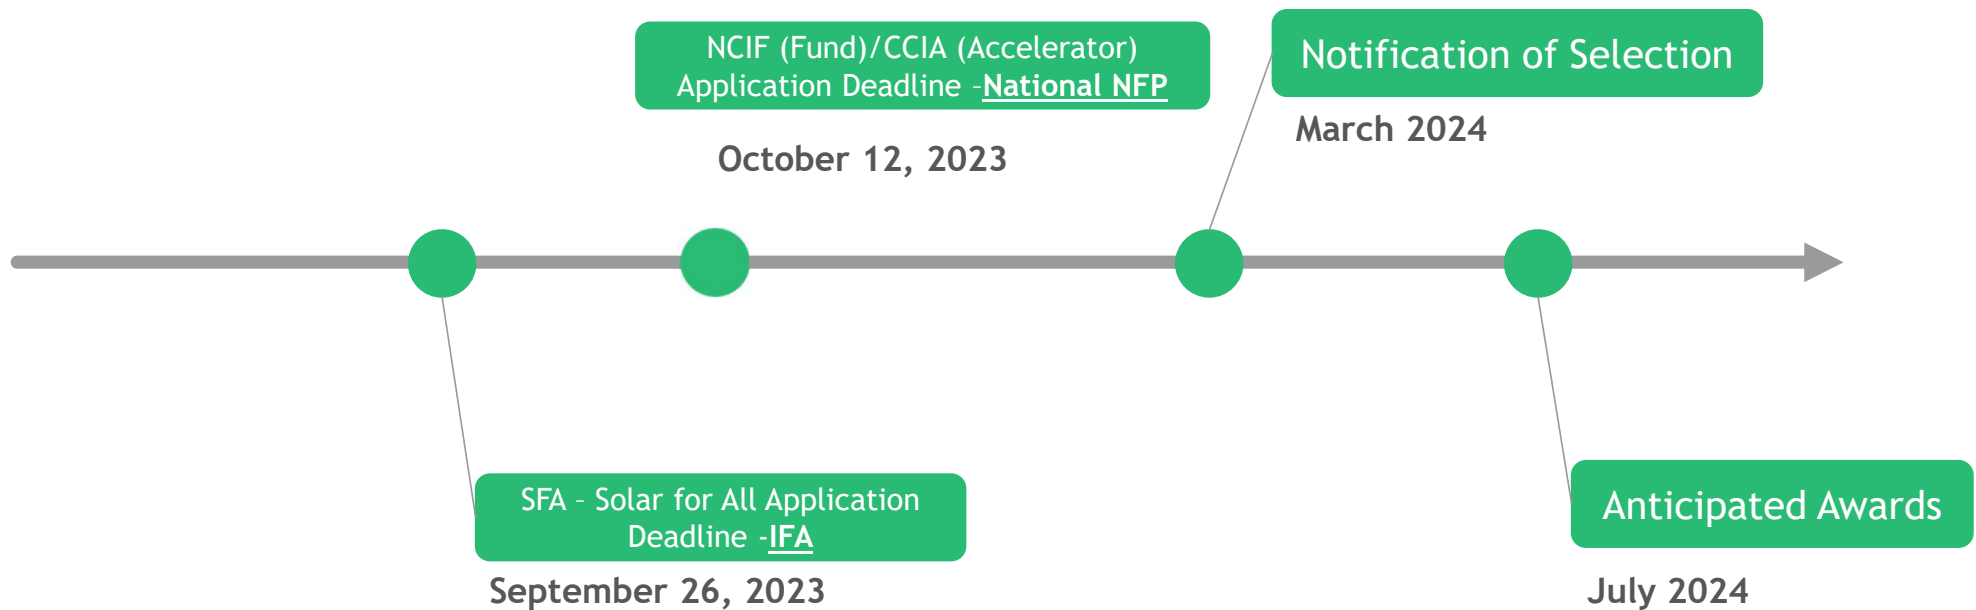 NCIF (Fund)/CCIA (Accelerator)
Application Deadline –National NFP
October 12, 2023
Notification of Selection
March 2024
SFA – Solar for All Application
Deadline -IFA
September 26, 2023
Anticipated Awards
July 2024